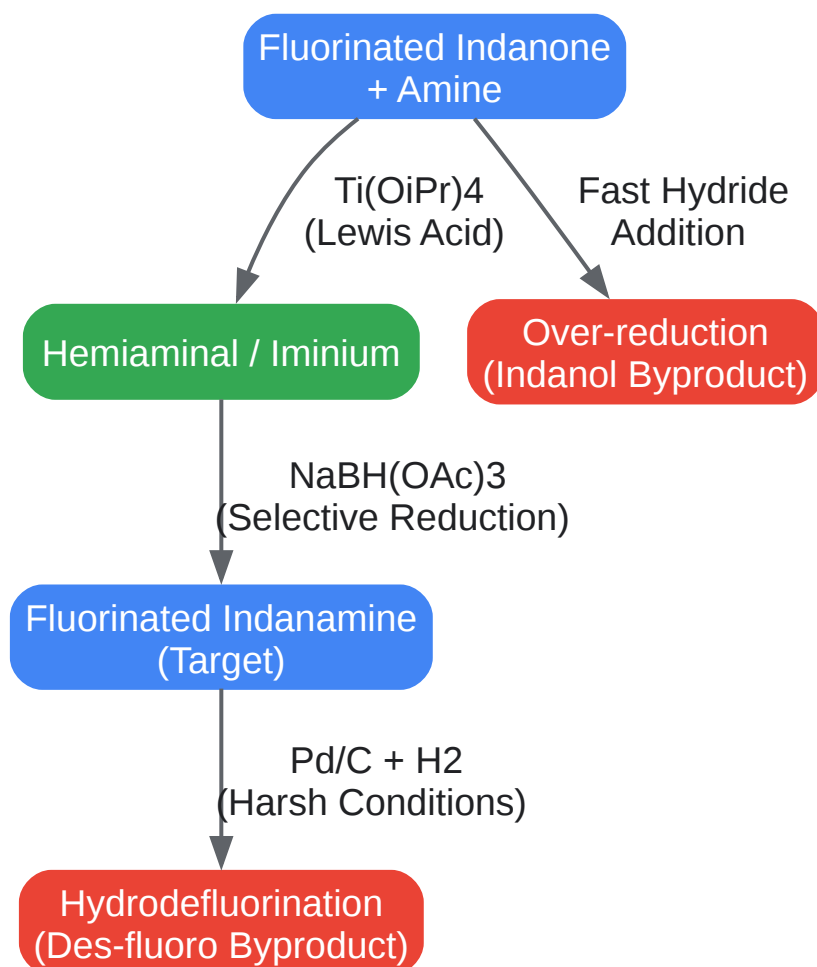 Fluorinated Indanone
+ Amine
Ti(OiPr)4
(Lewis Acid)
Fast Hydride
Addition
Hemiaminal / Iminium
Over-reduction
(Indanol Byproduct)
NaBH(OAc)3
(Selective Reduction)
Fluorinated Indanamine
(Target)
Pd/C + H2
(Harsh Conditions)
Hydrodefluorination
(Des-fluoro Byproduct)